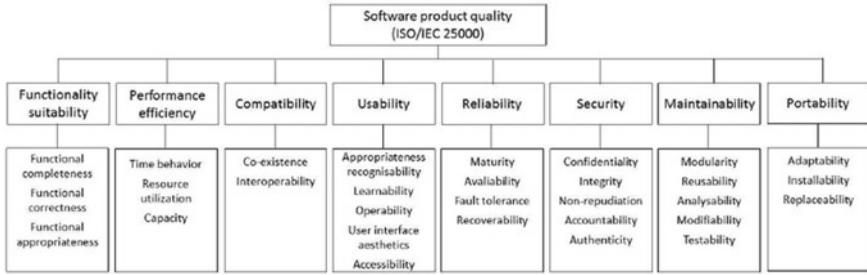 Software product quality
(ISO/IEC 25000)
Functionality
suitability
Performance
efficiency
Compatibility
Usability
Reliability
Security
Maintainability
Portability
Functional
completeness
Functional
correctness
Functional
appropriateness
Time behavior
Resource
utilization
Capacity
Co-existence
Interoperability
Appropriateness
recognisability
Learnability
Operability
User interface
aesthetics
Accessibility
Maturity
Avaliability
Fault tolerance
Recoverability
Confidentiality
Integrity
Non-repudiation
Accountability
Authenticity
Modularity
Reusability
Analysability
Modifiability
Testability
Adaptability
Installability
Replaceability